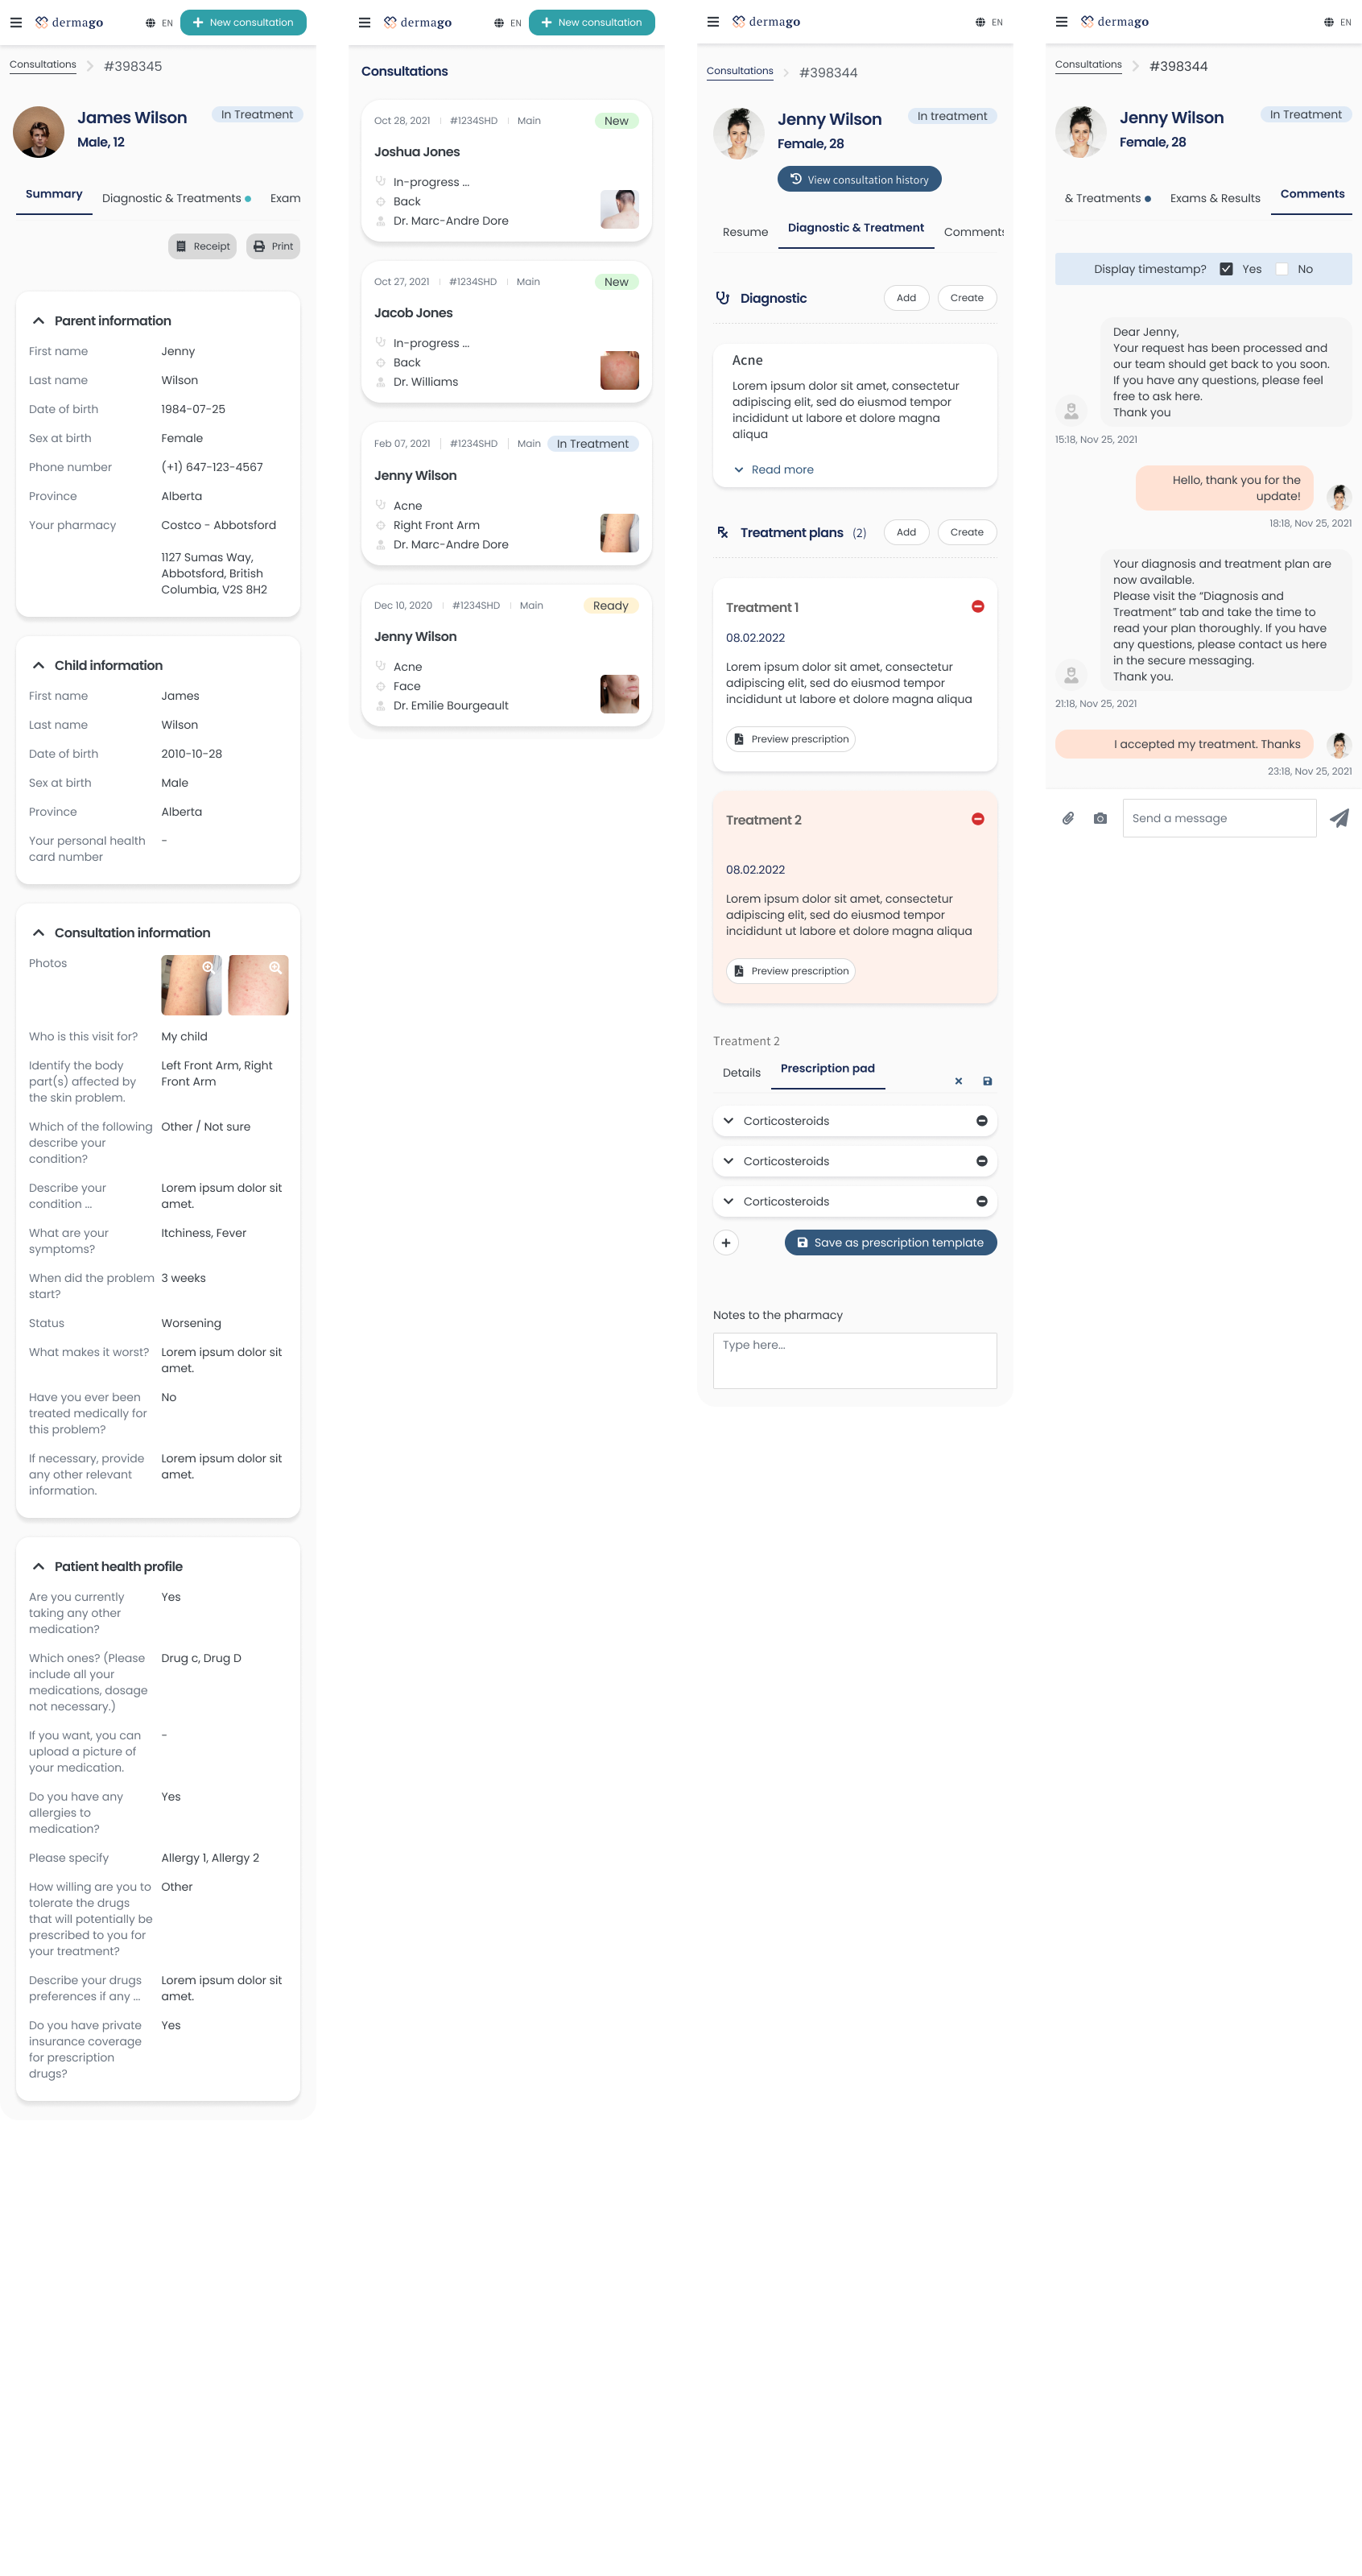 dermago
EN
New consultation
Consultations
#398345
James Wilson
In Treatment
Male, 12
Summary
Diagnostic & Treatments
Exam
Receipt
Print
Parent information
First name
Jenny
Last name
Wilson
Date of birth
1984-07-25
Sex at birth
Female
Phone number
(+1) 647-123-4567
Province
Alberta
Your pharmacy
Costco - Abbotsford
1127 Sumas Way,
Abbotsford, British
Columbia, V2S 8H2
Child information
First name
James
Last name
Wilson
Date of birth
2010-10-28
Sex at birth
Male
Province
Alberta
Your personal health
card number
-
Consultation information
Photos
Who is this visit for?
My child
Identify the body
part(s) affected by
the skin problem.
Left Front Arm, Right
Front Arm
Which of the following
describe your
condition?
Other / Not sure
Describe your
condition ...
Lorem ipsum dolor sit
amet.
What are your
symptoms?
Itchiness, Fever
When did the problem
start?
3 weeks
Status
Worsening
What makes it worst?
Lorem ipsum dolor sit
amet.
Have you ever been
treated medically for
this problem?
No
If necessary, provide
any other relevant
information.
Lorem ipsum dolor sit
amet.
Patient health profile
Are you currently
taking any other
medication?
Yes
Which ones? (Please
include all your
medications, dosage
not necessary.)
Drug c, Drug D
If you want, you can
upload a picture of
your medication.
-
Do you have any
allergies to
medication?
Yes
Please specify
Allergy 1, Allergy 2
How willing are you to
tolerate the drugs
that will potentially be
prescribed to you for
your treatment?
Other
Describe your drugs
preferences if any ...
Lorem ipsum dolor sit
amet.
Do you have private
insurance coverage
for prescription
drugs?
Yes
dermago
EN
New consultation
Consultations
Oct 28, 2021
#1234SHD
Main
New
Joshua Jones
In-progress ...
Back
Dr. Marc-Andre Dore
Oct 27, 2021
#1234SHD
Main
New
Jacob Jones
In-progress ...
Back
Dr. Williams
Feb 07, 2021
#1234SHD
Main
In Treatment
Jenny Wilson
Acne
Right Front Arm
Dr. Marc-Andre Dore
Dec 10, 2020
#1234SHD
Main
Ready
Jenny Wilson
Acne
Face
Dr. Emilie Bourgeault
dermago
EN
Consultations
#398344
Jenny Wilson
In treatment
Female, 28
View consultation history
Resume
Diagnostic & Treatment
Comments
Diagnostic
Add
Create
Acne
Lorem ipsum dolor sit amet, consectetur
adipiscing elit, sed do eiusmod tempor
incididunt ut labore et dolore magna
aliqua
Read more
Treatment plans (2)
Add
Create
Treatment 1
08.02.2022
Lorem ipsum dolor sit amet, consectetur
adipiscing elit, sed do eiusmod tempor
incididunt ut labore et dolore magna aliqua
Preview prescription
Treatment 2
08.02.2022
Lorem ipsum dolor sit amet, consectetur
adipiscing elit, sed do eiusmod tempor
incididunt ut labore et dolore magna aliqua
Preview prescription
Treatment 2
Details
Prescription pad
Corticosteroids
Corticosteroids
Corticosteroids
Save as prescription template
Notes to the pharmacy
Type here...
dermago
EN
Consultations
#398344
Jenny Wilson
In Treatment
Female, 28
& Treatments
Exams & Results
Comments
Display timestamp?
Yes
No
Dear Jenny,
Your request has been processed and
our team should get back to you soon.
If you have any questions, please feel
free to ask here.
Thank you
15:18, Nov 25, 2021
Hello, thank you for the
update!
18:18, Nov 25, 2021
Your diagnosis and treatment plan are
now available.
Please visit the “Diagnosis and
Treatment” tab and take the time to
read your plan thoroughly. If you have
any questions, please contact us here
in the secure messaging.
Thank you.
21:18, Nov 25, 2021
I accepted my treatment. Thanks
23:18, Nov 25, 2021
Send a message